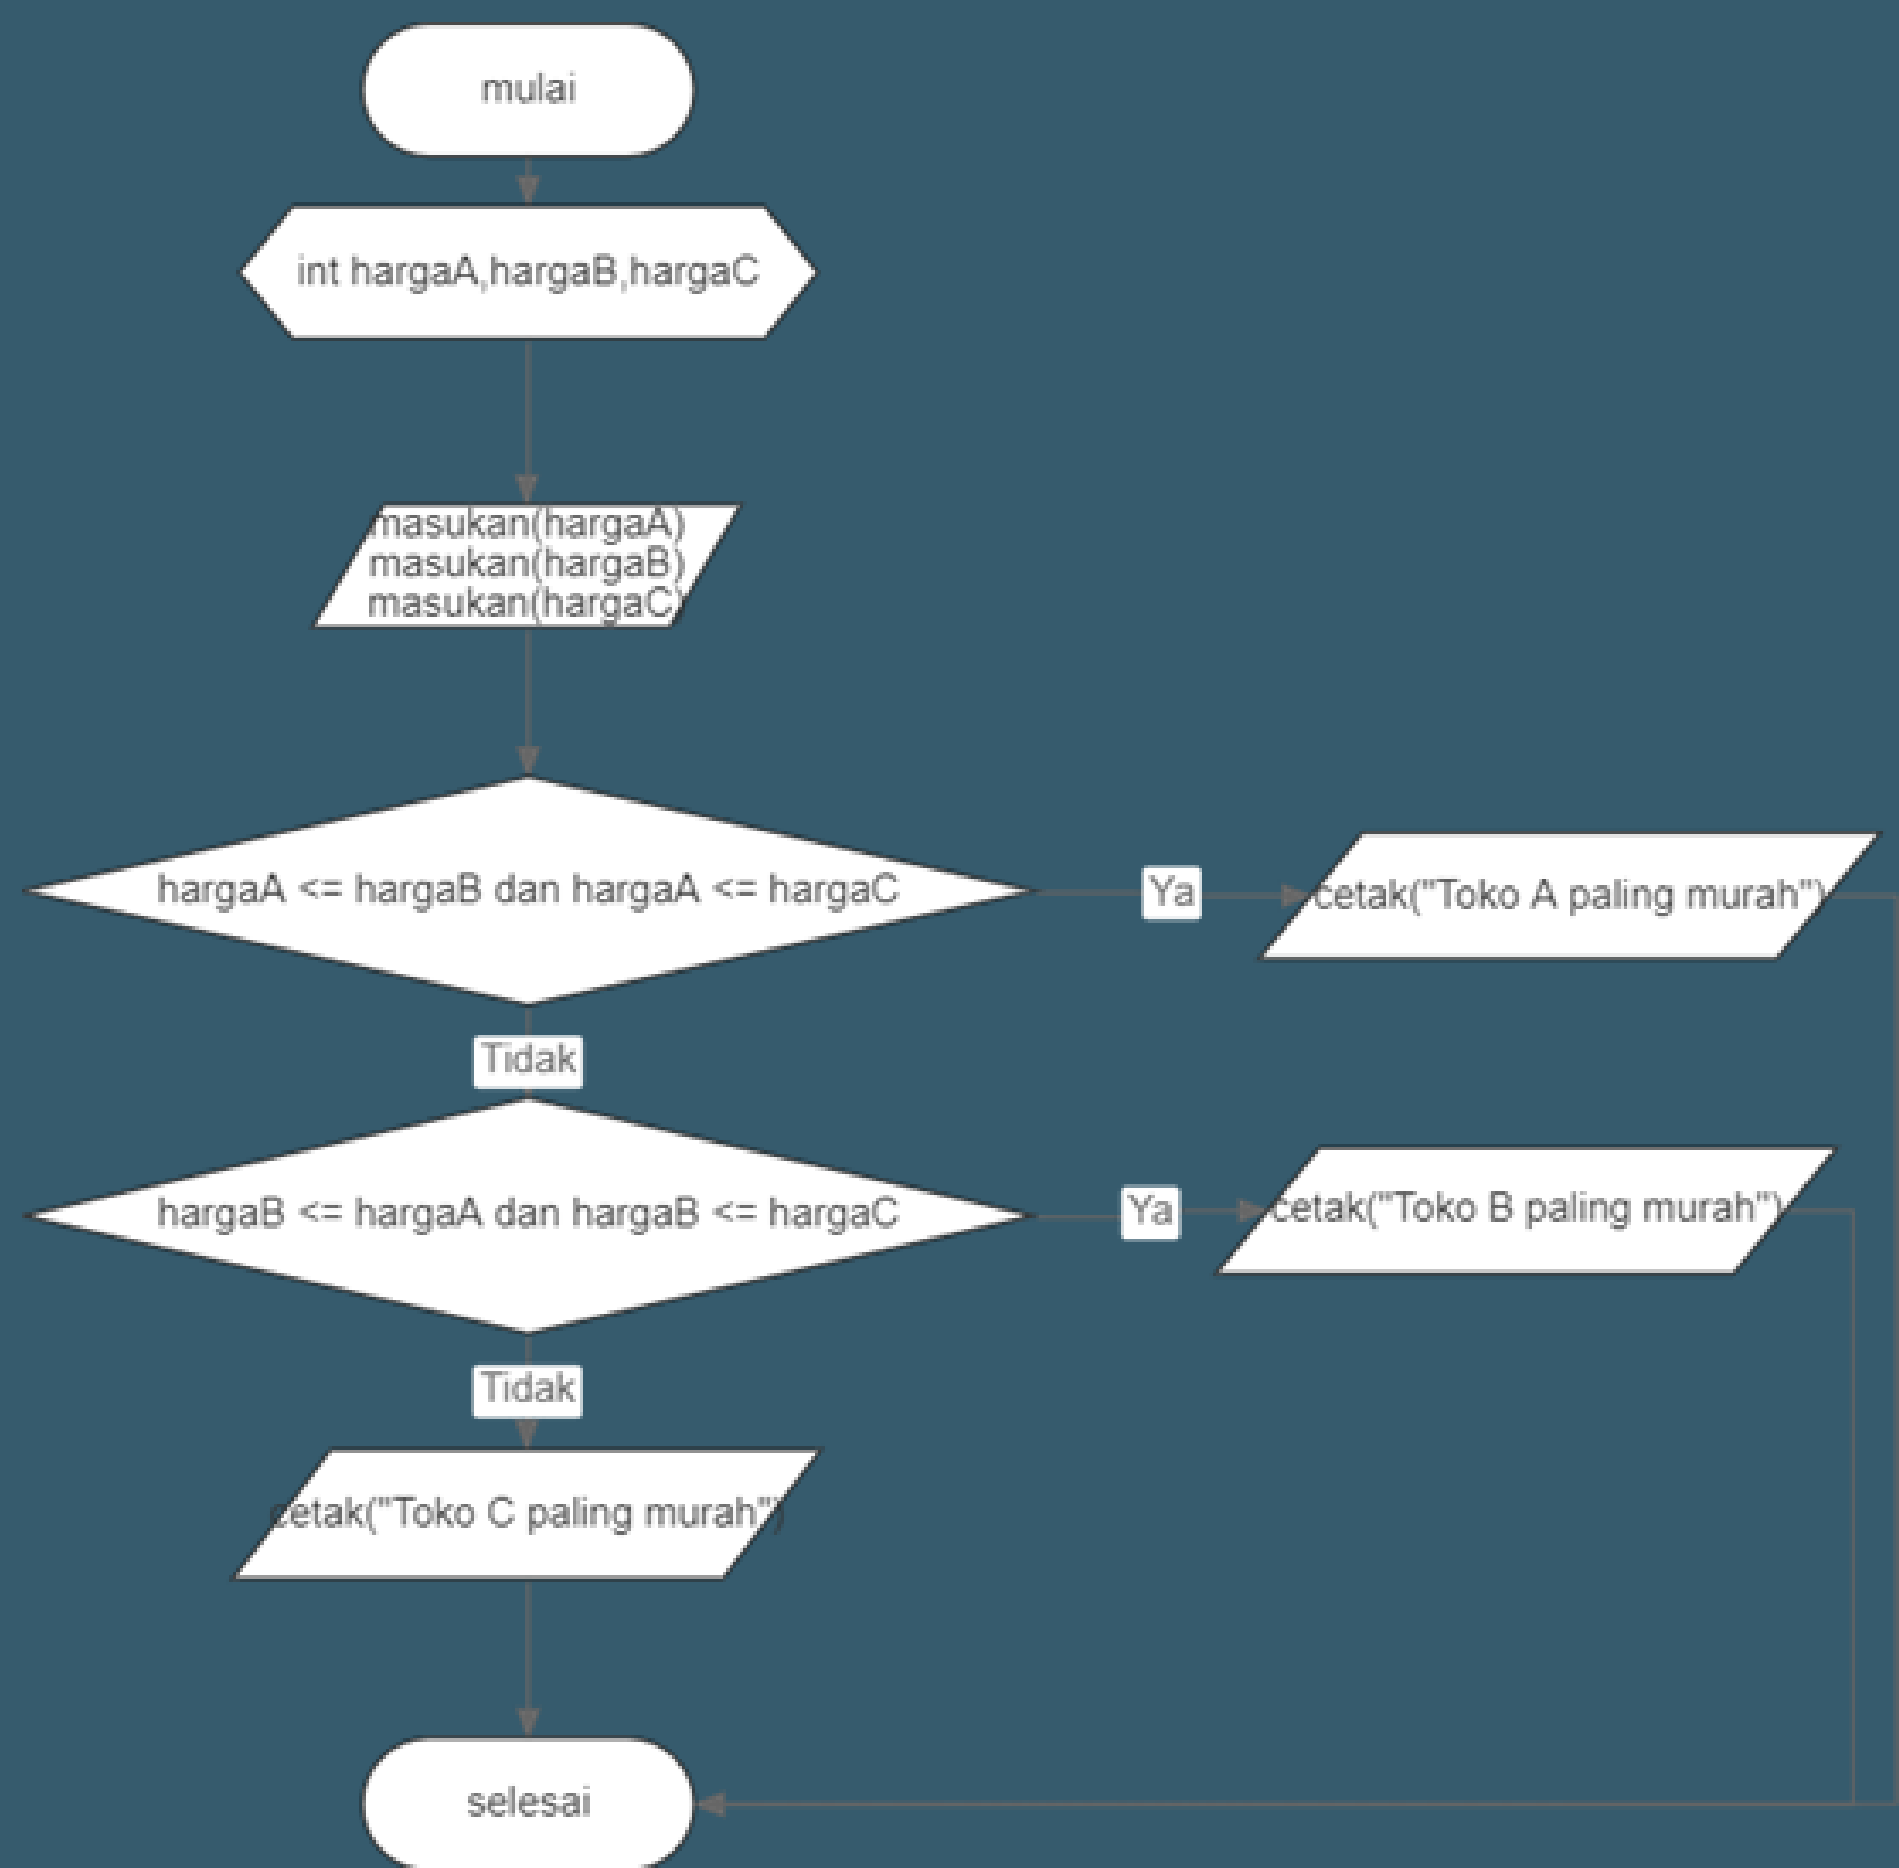 mulai
int hargaA,hargaB,hargaC
masukan(hargaA)
masukan(hargaB)
masukan(hargaC)
hargaA <= hargaB dan hargaA <= hargaC
Ya
cetak("Toko A paling murah")
Tidak
hargaB <= hargaA dan hargaB <= hargaC
Ya
cetak("Toko B paling murah")
Tidak
cetak("Toko C paling murah")
selesai